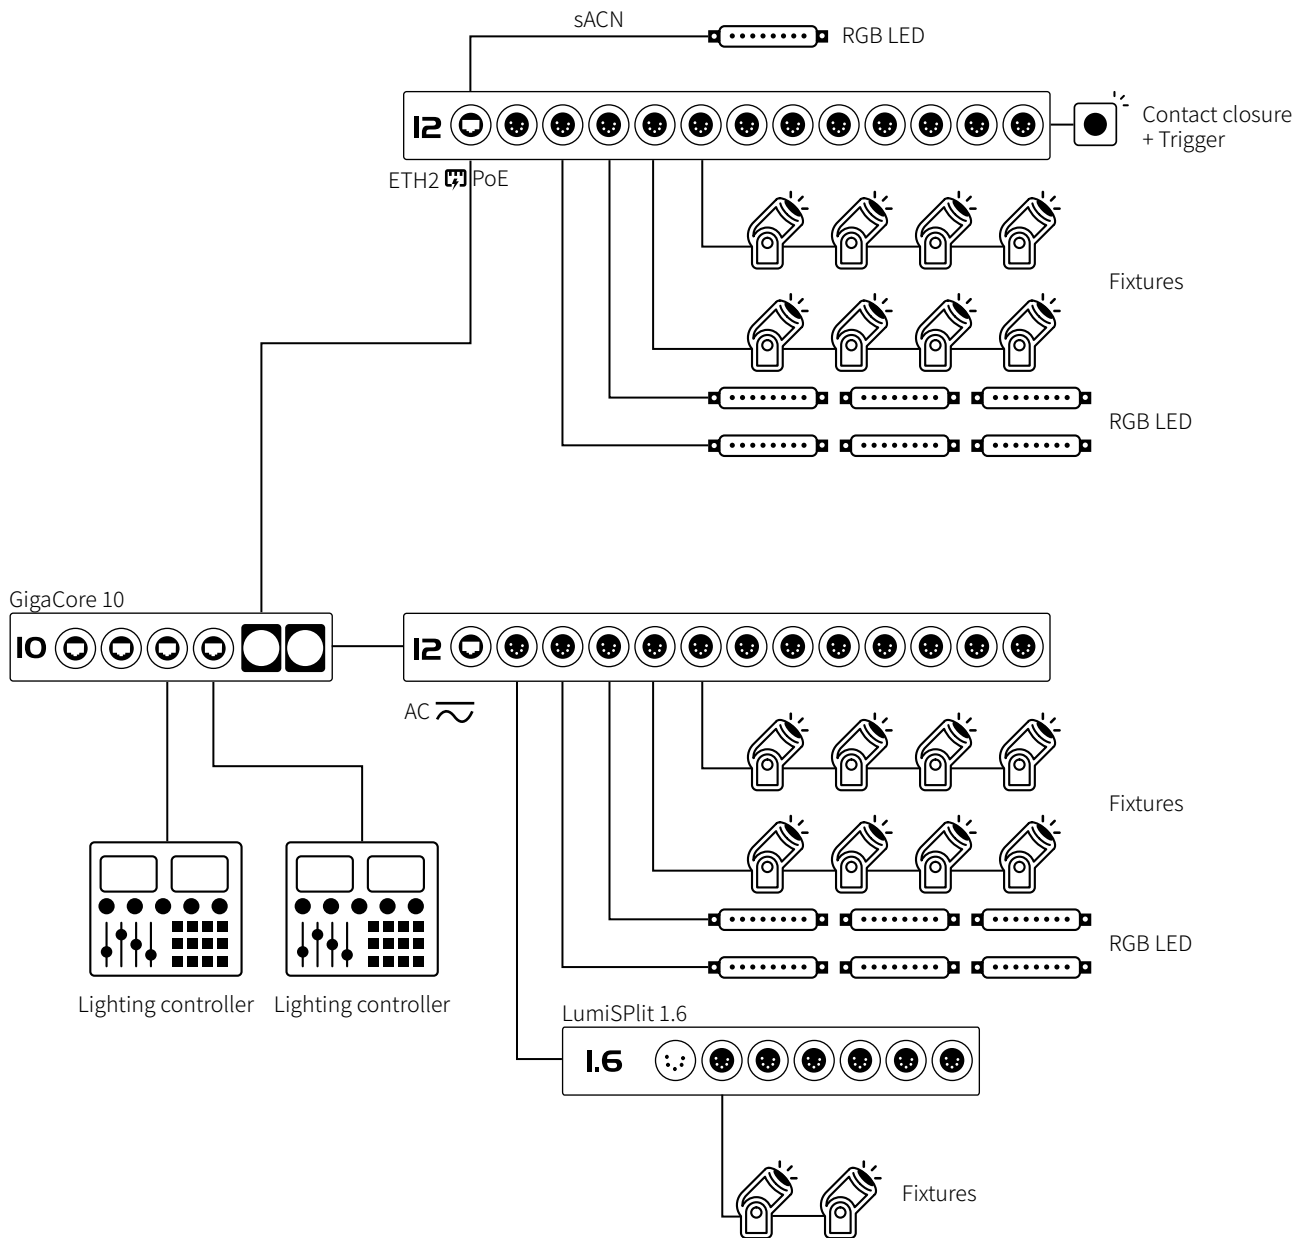 sACN
RGB LED
12
Contact closure
+ Trigger
ETH2 PoE
Fixtures
RGB LED
GigaCore 10
10
12
AC
Fixtures
RGB LED
Lighting controller
Lighting controller
LumiSPlit 1.6
1.6
Fixtures